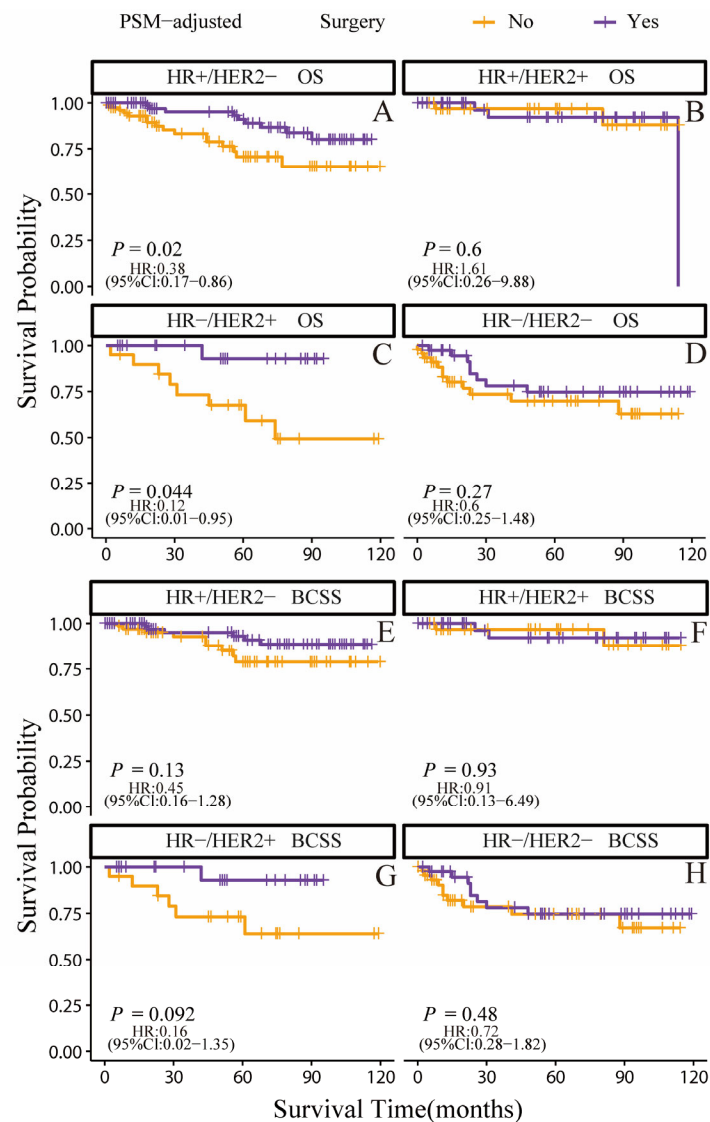 PSM−adjusted Surgery No Yes
HR+/HER2− OS
HR+/HER2+ OS
Survival Probability
1.00
0.75
0.50
0.25
0.00
A
P = 0.02
HR:0.38
(95%CI:0.17−0.86)
B
P = 0.6
HR:1.61
(95%CI:0.26−9.88)
HR−/HER2+ OS
HR−/HER2− OS
1.00
0.75
0.50
0.25
0.00
C
P = 0.044
HR:0.12
(95%CI:0.01−0.95)
D
P = 0.27
HR:0.6
(95%CI:0.25−1.48)
0 30 60 90 120
0 30 60 90 120
HR+/HER2− BCSS
HR+/HER2+ BCSS
Survival Probability
1.00
0.75
0.50
0.25
0.00
E
P = 0.13
HR:0.45
(95%CI:0.16−1.28)
F
P = 0.93
HR:0.91
(95%CI:0.13−6.49)
HR−/HER2+ BCSS
HR−/HER2− BCSS
1.00
0.75
0.50
0.25
0.00
G
P = 0.092
HR:0.16
(95%CI:0.02−1.35)
H
P = 0.48
HR:0.72
(95%CI:0.28−1.82)
0 30 60 90 120
0 30 60 90 120
Survival Time(months)